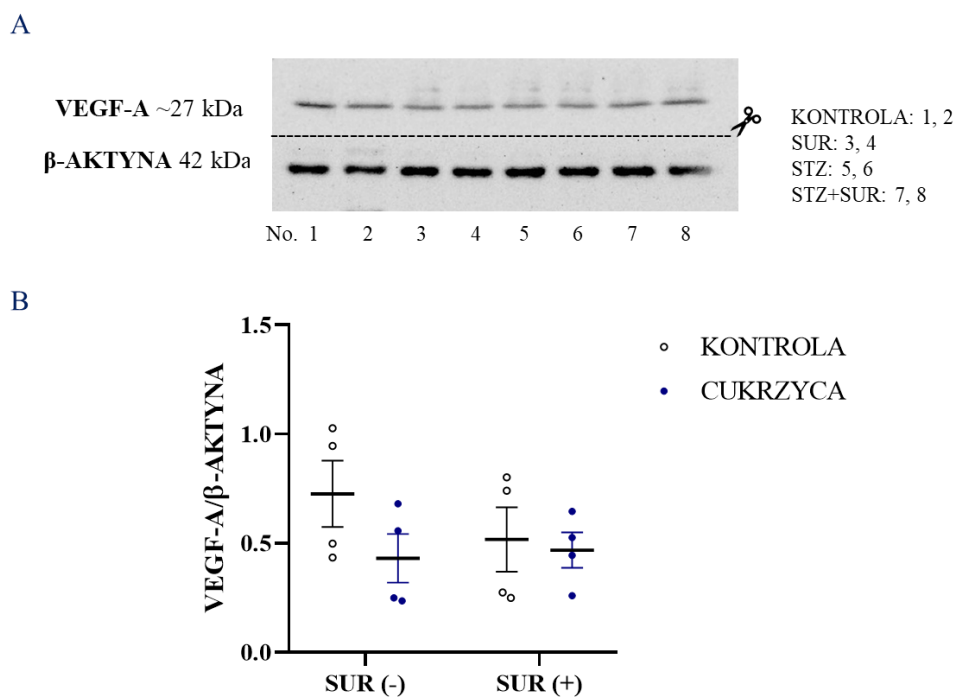 A
VEGF-A ~27 kDa
β-AKTYNA 42 kDa
KONTROLA: 1, 2
SUR: 3, 4
STZ: 5, 6
STZ+SUR: 7, 8
No. 1 2 3 4 5 6 7 8
B
VEGF-A/β-AKTYNA
1.5
1.0
0.5
0.0
SUR (-) SUR (+)
KONTROLA
CUKRZYCA